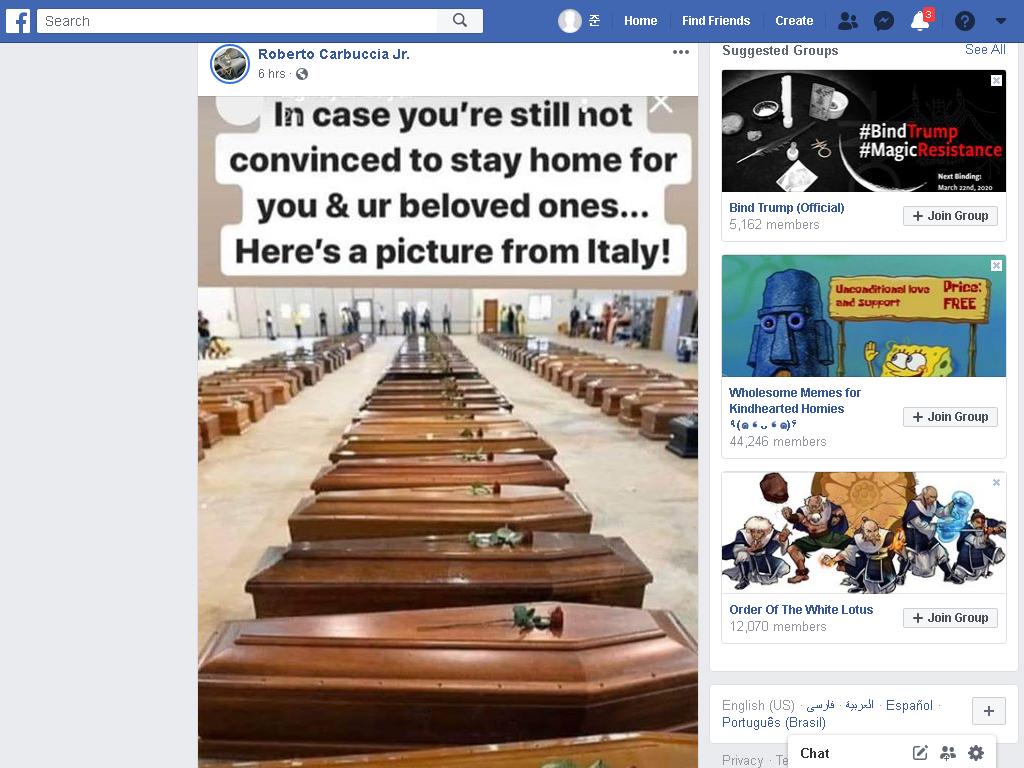 Search
준
Home
Find Friends
Create
3
Roberto Carbuccia Jr.
6 hrs ·
In case you're still not
convinced to stay home for
you & ur beloved ones...
Here's a picture from Italy!
Suggested Groups
See All
#BindTrump
#MagicResistance
Next Binding:
March 22nd, 2020
Bind Trump (Official)
5,162 members
+ Join Group
Unconditional love
and support
Price:
FREE
Wholesome Memes for
Kindhearted Homies
44,246 members
+ Join Group
Order Of The White Lotus
12,070 members
+ Join Group
English (US) · فارسی · العربية · Español ·
Português (Brasil)
Privacy · Te
Chat